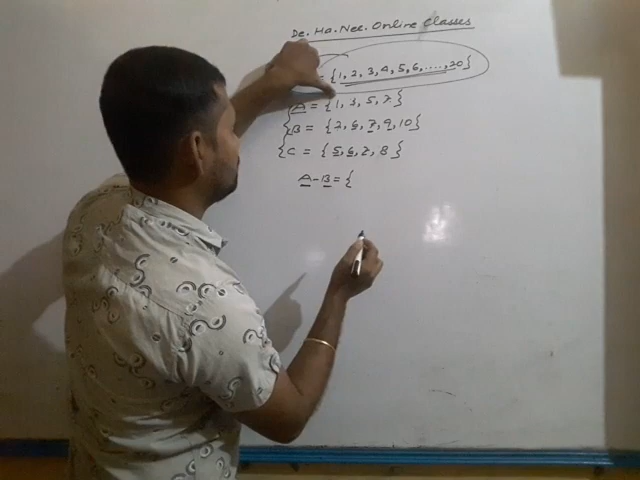 De. Ha. Nee. Online Classes
= {1, 2, 3, 4, 5, 6, ....., 20}
A = {1, 3, 5, 7}
B = {2, 6, 7, 9, 10}
C = {5, 6, 7, 8}
A - B = {